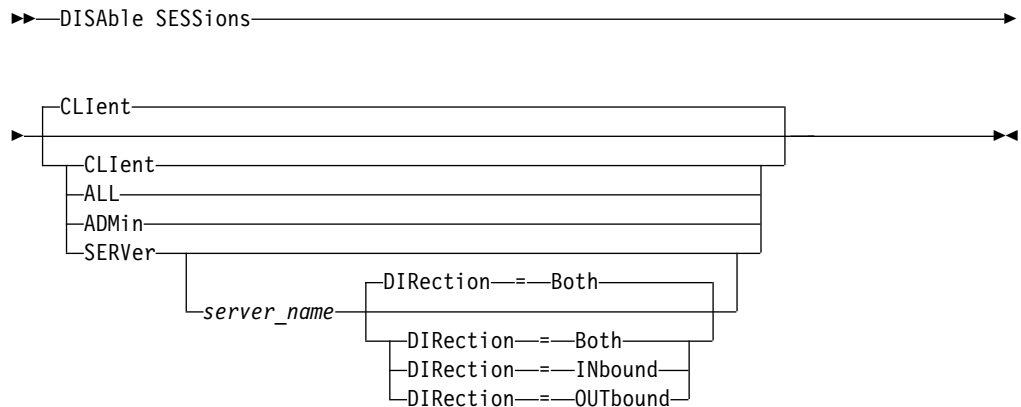 DISAble SESSions
CLIent
CLIent
ALL
ADMin
SERVer
DIRection = Both
server_name
DIRection = Both
DIRection = INbound
DIRection = OUTbound